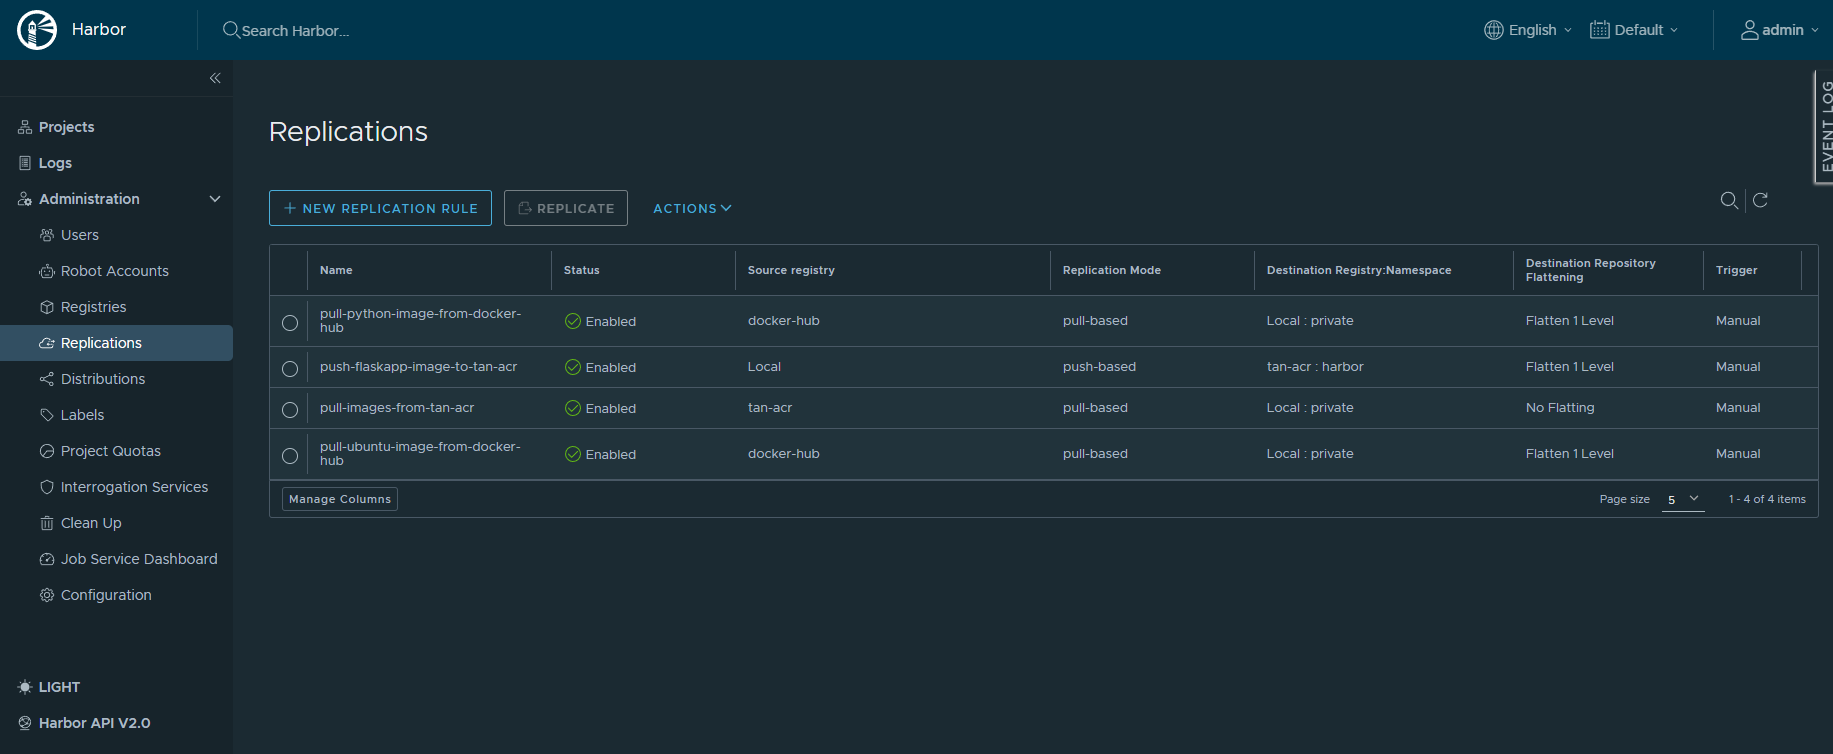 Harbor
Search Harbor...
English
Default
admin
EVENT LOG
Projects
Logs
Administration
Users
Robot Accounts
Registries
Replications
Distributions
Labels
Project Quotas
Interrogation Services
Clean Up
Job Service Dashboard
Configuration
LIGHT
Harbor API V2.0
Replications
NEW REPLICATION RULE
REPLICATE
ACTIONS
Name Status Source registry Replication Mode Destination Registry:Namespace Destination Repository Flattening Trigger
pull-python-image-from-docker-hub Enabled docker-hub pull-based Local : private Flatten 1 Level Manual
push-flaskapp-image-to-tan-acr Enabled Local push-based tan-acr : harbor Flatten 1 Level Manual
pull-images-from-tan-acr Enabled tan-acr pull-based Local : private No Flatting Manual
pull-ubuntu-image-from-docker-hub Enabled docker-hub pull-based Local : private Flatten 1 Level Manual
Manage Columns
Page size 5 1 - 4 of 4 items